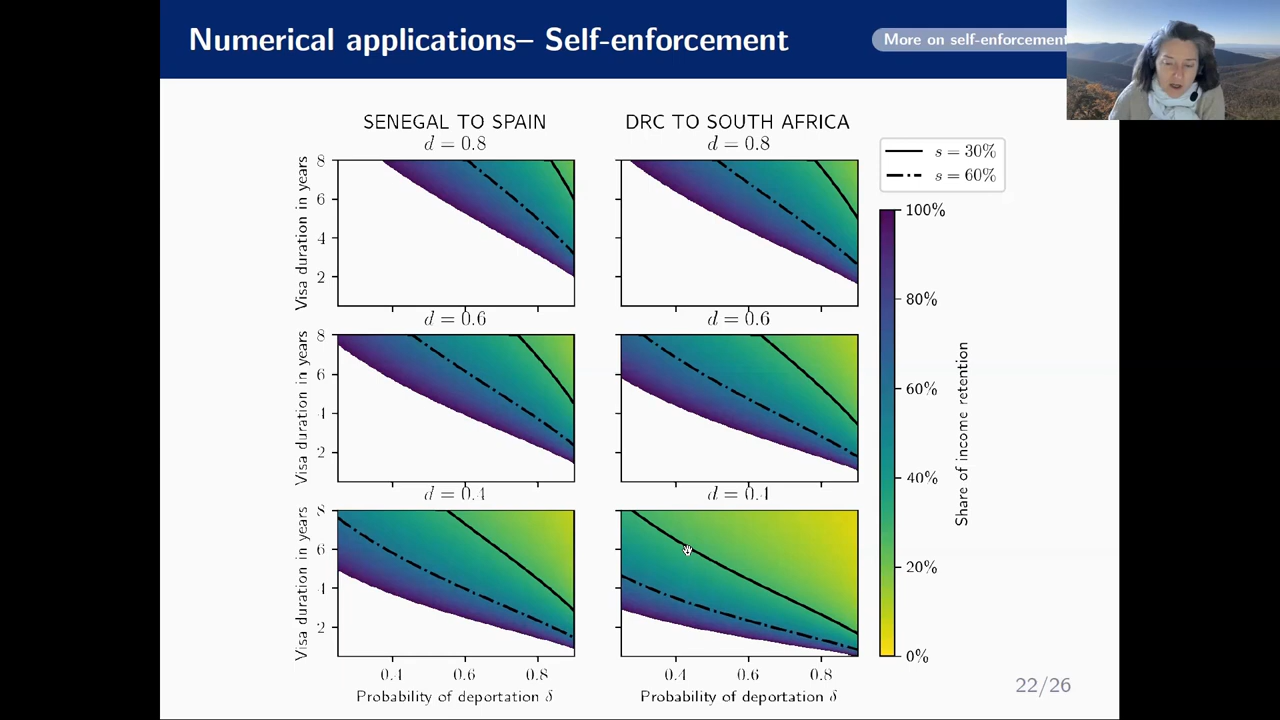 Numerical applications– Self-enforcement
More on self-enforcement
SENEGAL TO SPAIN
DRC TO SOUTH AFRICA
d = 0.8
d = 0.8
s = 30%
s = 60%
Visa duration in years
8
6
4
2
d = 0.6
d = 0.6
Visa duration in years
8
6
4
2
d = 0.4
d = 0.4
Visa duration in years
8
6
4
2
0.4
0.6
0.8
0.4
0.6
0.8
Probability of deportation δ
Probability of deportation δ
100%
80%
60%
40%
20%
0%
Share of income retention
22/26